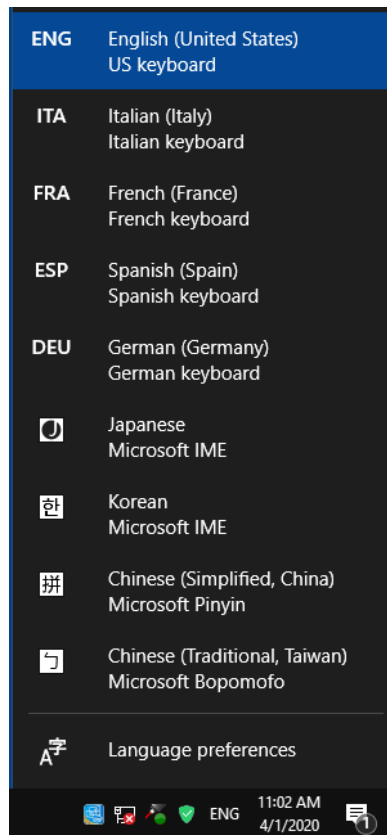 ENG English (United States)
US keyboard
ITA Italian (Italy)
Italian keyboard
FRA French (France)
French keyboard
ESP Spanish (Spain)
Spanish keyboard
DEU German (Germany)
German keyboard
J Japanese
Microsoft IME
한 Korean
Microsoft IME
拼 Chinese (Simplified, China)
Microsoft Pinyin
ㄅ Chinese (Traditional, Taiwan)
Microsoft Bopomofo
A字 Language preferences
ENG 11:02 AM
4/1/2020 1